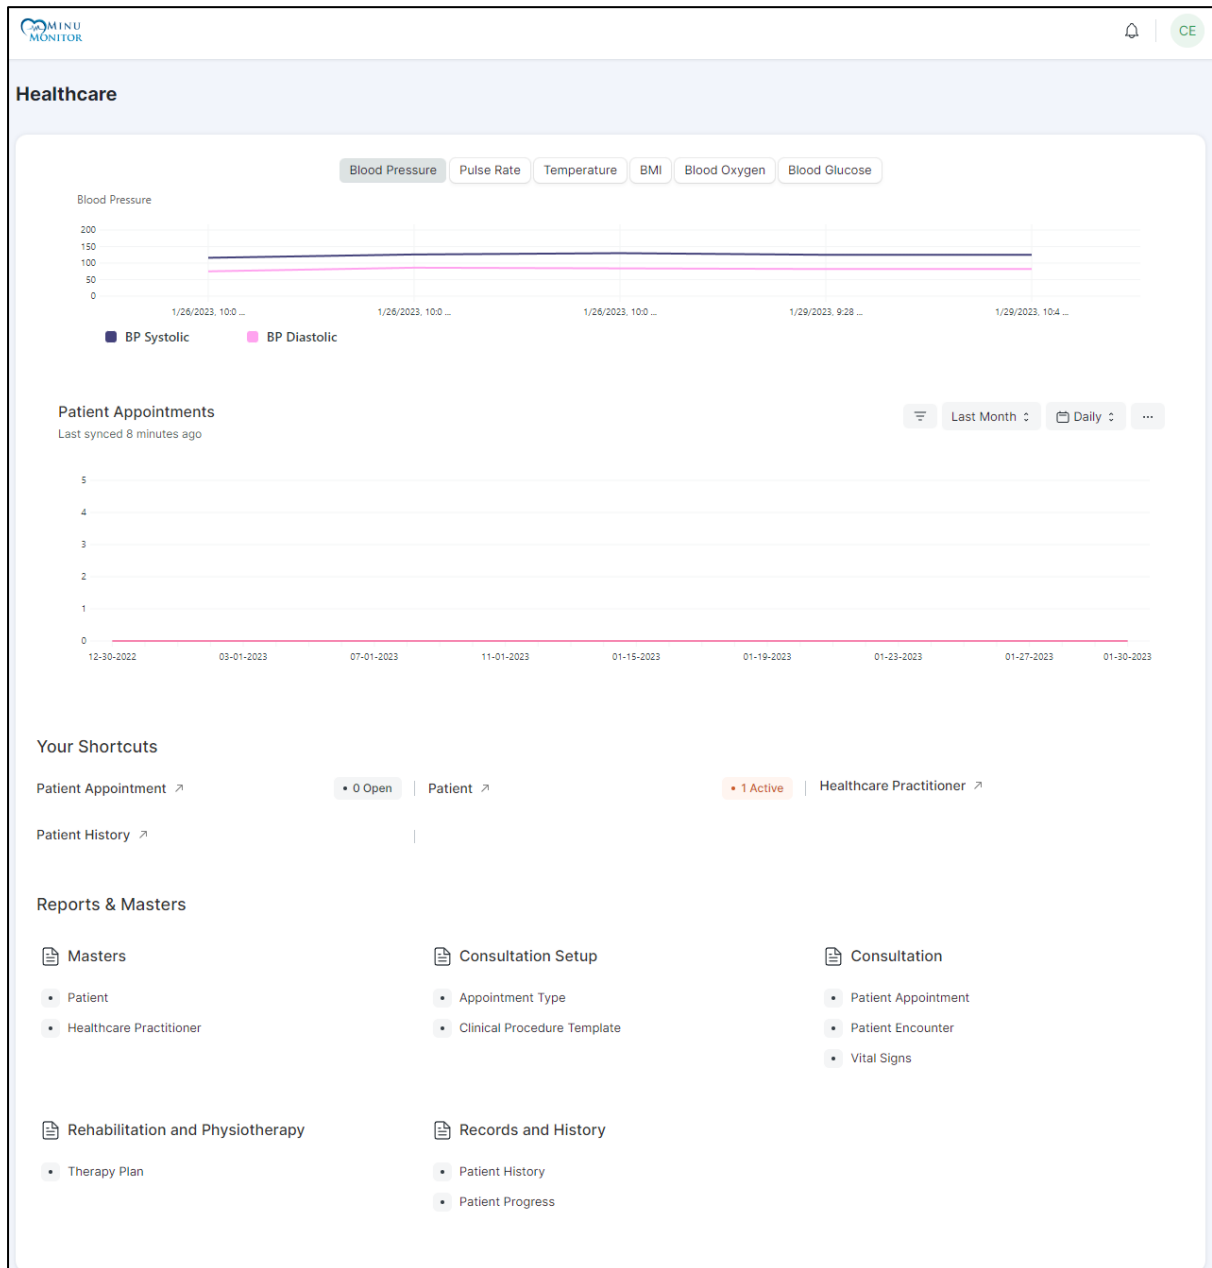 MINU
MONITOR
CE
Healthcare
Blood Pressure Pulse Rate Temperature BMI Blood Oxygen Blood Glucose
Blood Pressure
200
150
100
50
0
1/26/2023, 10:0 ... 1/26/2023, 10:0 ... 1/26/2023, 10:0 ... 1/29/2023, 9:28 ... 1/29/2023, 10:4 ...
BP Systolic BP Diastolic
Patient Appointments
Last Month Daily ...
Last synced 8 minutes ago
5
4
3
2
1
0
12-30-2022 03-01-2023 07-01-2023 11-01-2023 01-15-2023 01-19-2023 01-23-2023 01-27-2023 01-30-2023
Your Shortcuts
Patient Appointment ↗ • 0 Open Patient ↗ • 1 Active Healthcare Practitioner ↗
Patient History ↗
Reports & Masters
Masters Consultation Setup Consultation
• Patient • Appointment Type • Patient Appointment
• Healthcare Practitioner • Clinical Procedure Template • Patient Encounter
• Vital Signs
Rehabilitation and Physiotherapy Records and History
• Therapy Plan • Patient History
• Patient Progress